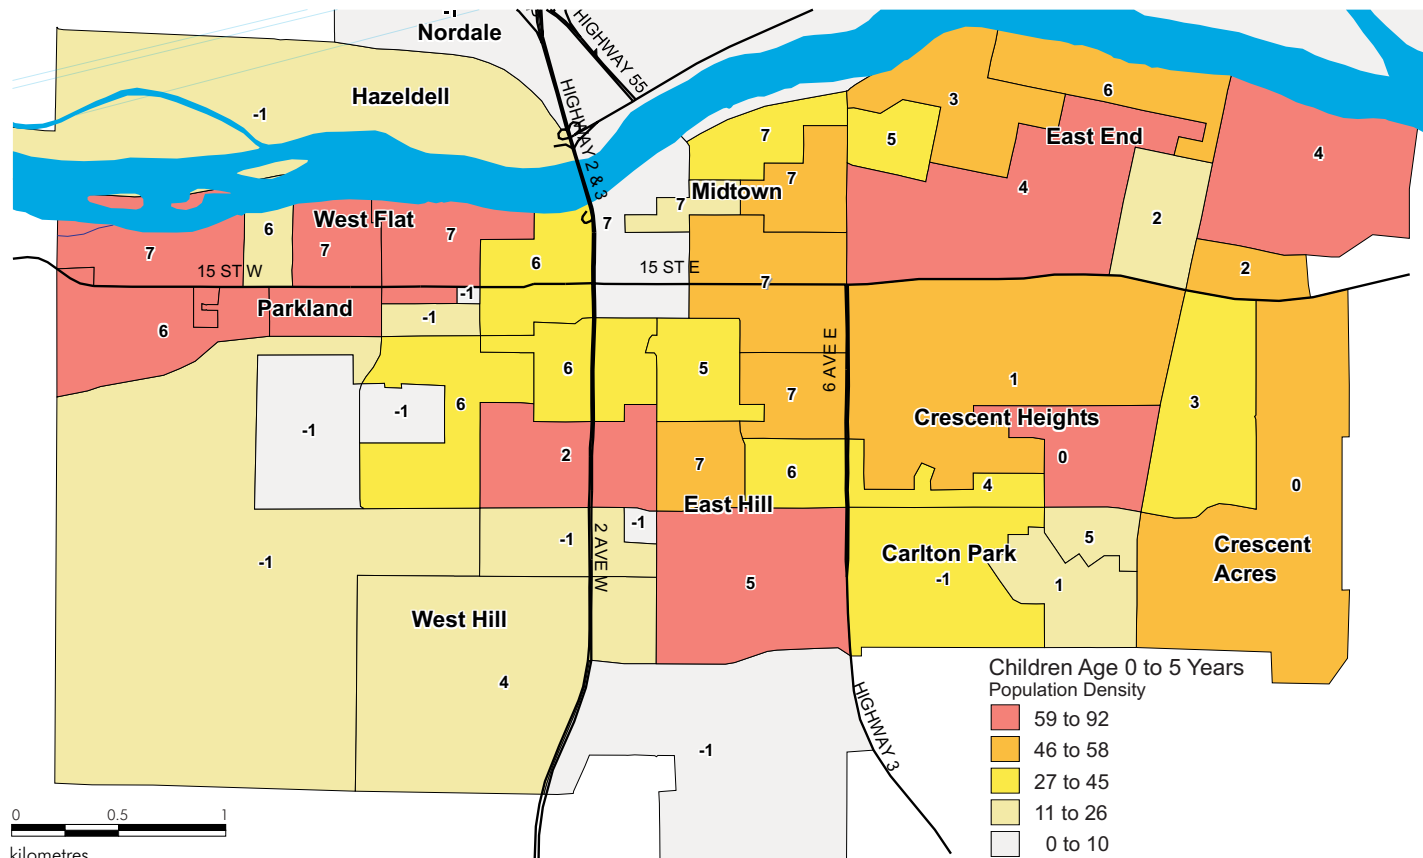 -1
Nordale
HIGHWAY 55
Hazeldell
-1
HIGHWAY 2 & 3
3
6
7
5
East End
4
7
Midtown
4
7
2
West Flat
6
7
7
7
7
6
2
15 ST W
15 ST E
7
-1
Parkland
-1
6
6 AVE E
6
5
1
7
3
-1
6
Crescent Heights
-1
2
7
6
0
4
0
East Hill
-1
-1
2 AVE W
5
Crescent
Acres
Carlton Park
-1
-1
5
1
West Hill
4
Children Age 0 to 5 Years
Population Density
59 to 92
46 to 58
27 to 45
11 to 26
0 to 10
HIGHWAY 3
-1
0 0.5 1
kilometres